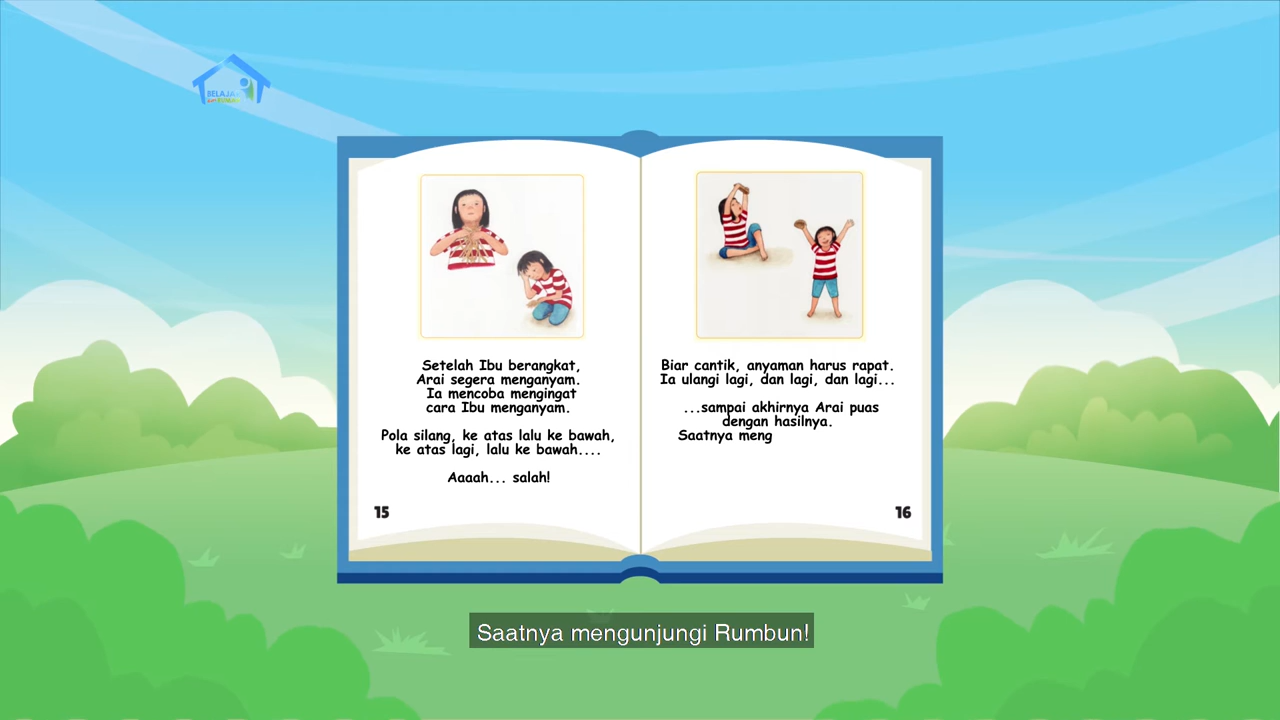 BELAJAR
Setelah Ibu berangkat,
Arai segera menganyam.
Ia mencoba mengingat
cara Ibu menganyam.
Pola silang, ke atas lalu ke bawah,
ke atas lagi, lalu ke bawah....
Aaaah... salah!
15
Biar cantik, anyaman harus rapat.
Ia ulangi lagi, dan lagi, dan lagi...
...sampai akhirnya Arai puas
dengan hasilnya.
Saatnya meng
16
Saatnya mengunjungi Rumbun!